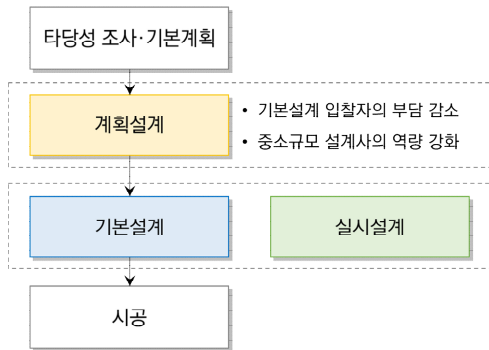 타당성 조사·기본계획
계획설계
• 기본설계 입찰자의 부담 감소
• 중소규모 설계사의 역량 강화
기본설계
실시설계
시공